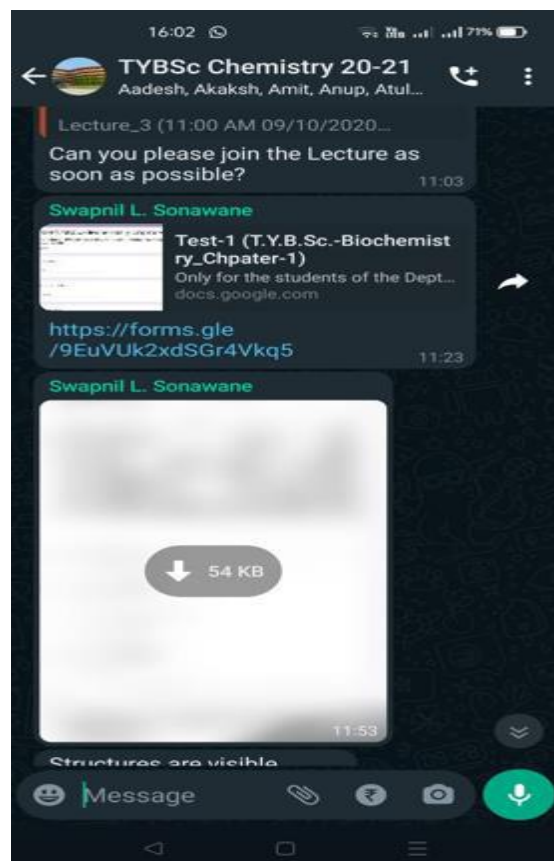 16:02
71%
TYBSc Chemistry 20-21
Aadesh, Akaksh, Amit, Anup, Atul...
Lecture_3 (11:00 AM 09/10/2020...
Can you please join the Lecture as
soon as possible?
11:03
Swapnil L. Sonawane
Test-1 (T.Y.B.Sc.-Biochemist
ry_Chpater-1)
Only for the students of the Dept...
docs.google.com
https://forms.gle
/9EuVUk2xdSGr4Vkq5
11:23
Swapnil L. Sonawane
54 KB
11:53
Structures are visible
Message